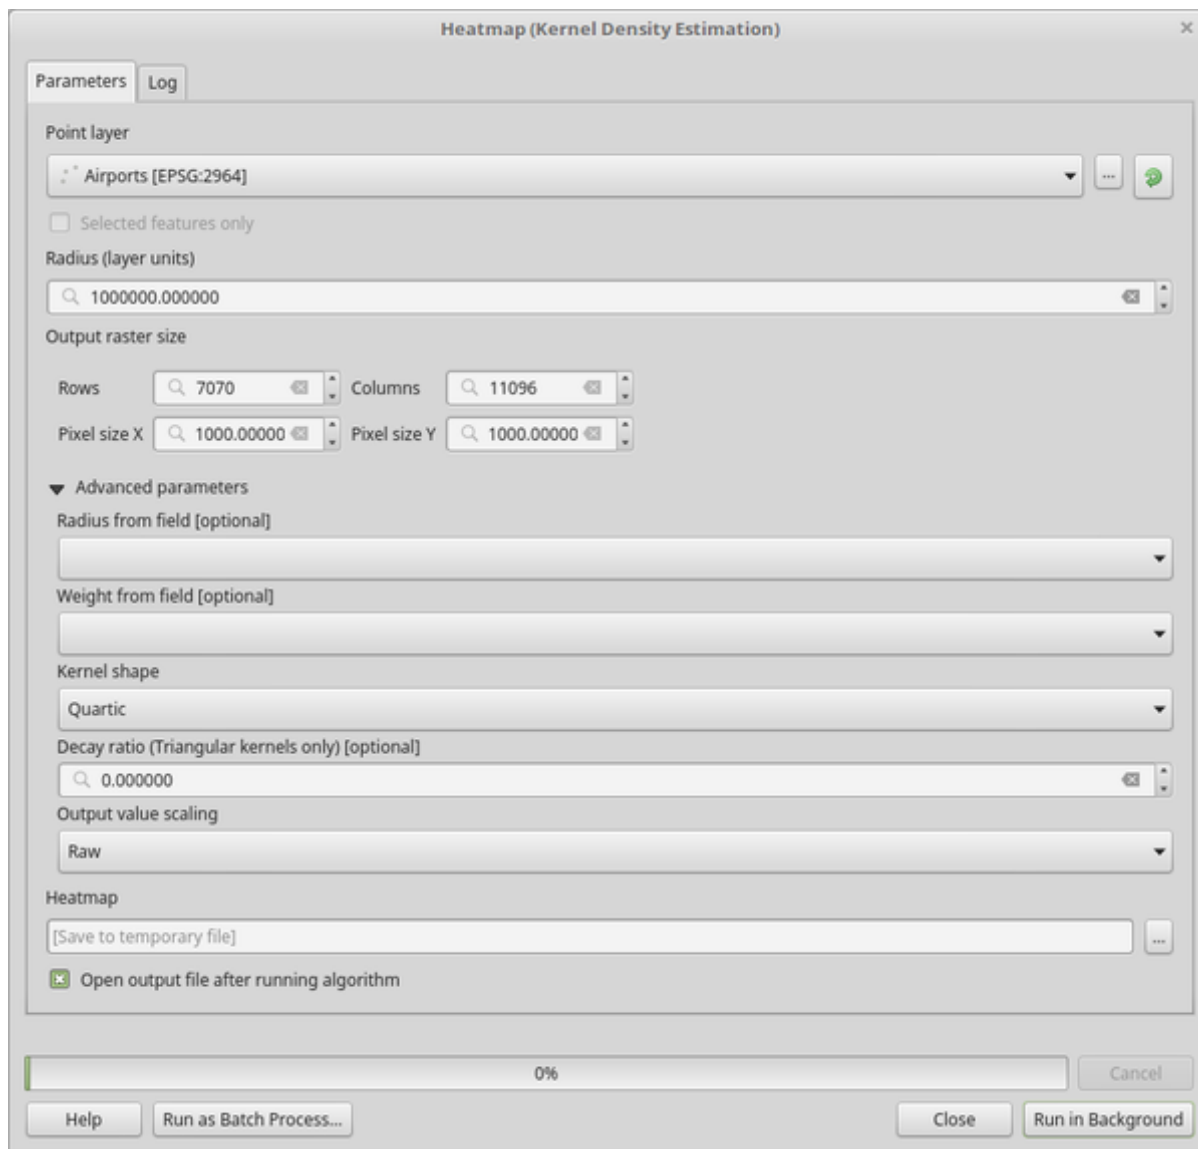 Heatmap (Kernel Density Estimation)
Parameters Log
Point layer
Airports [EPSG:2964]
...
Selected features only
Radius (layer units)
1000000.000000
Output raster size
Rows 7070 Columns 11096
Pixel size X 1000.00000 Pixel size Y 1000.00000
Advanced parameters
Radius from field [optional]
Weight from field [optional]
Kernel shape
Quartic
Decay ratio (Triangular kernels only) [optional]
0.000000
Output value scaling
Raw
Heatmap
[Save to temporary file]
...
Open output file after running algorithm
0% Cancel
Help Run as Batch Process... Close Run in Background